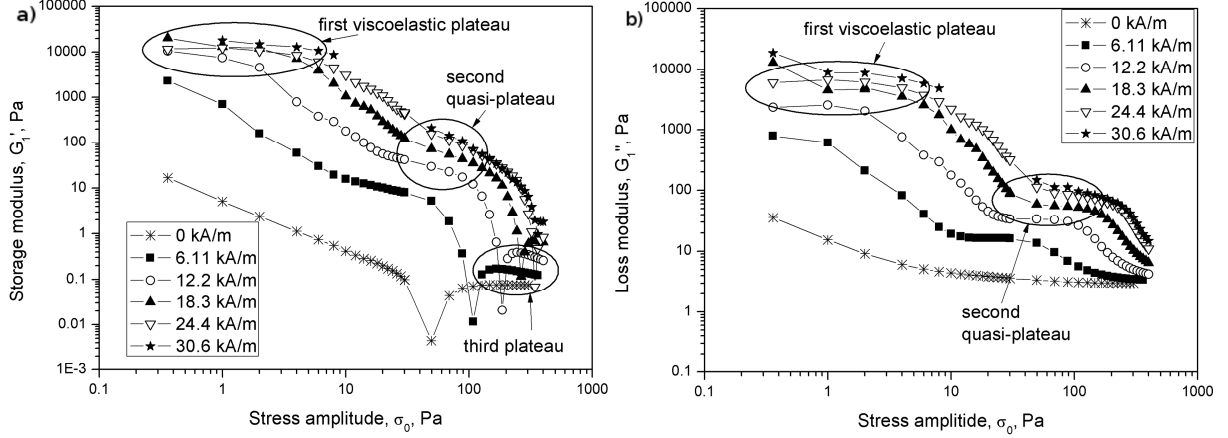 a)
first viscoelastic plateau
second
quasi-plateau
third plateau
100000
10000
1000
100
10
1
0.1
0.01
1E-3
Storage modulus, G₁', Pa
0 kA/m
6.11 kA/m
12.2 kA/m
18.3 kA/m
24.4 kA/m
30.6 kA/m
0.1 1 10 100 1000
Stress amplitude, σ₀, Pa
b)
first viscoelastic plateau
second
quasi-plateau
100000
10000
1000
100
10
1
0.1
Loss modulus, G₁'', Pa
0 kA/m
6.11 kA/m
12.2 kA/m
18.3 kA/m
24.4 kA/m
30.6 kA/m
0.1 1 10 100 1000
Stress amplitide, σ₀, Pa